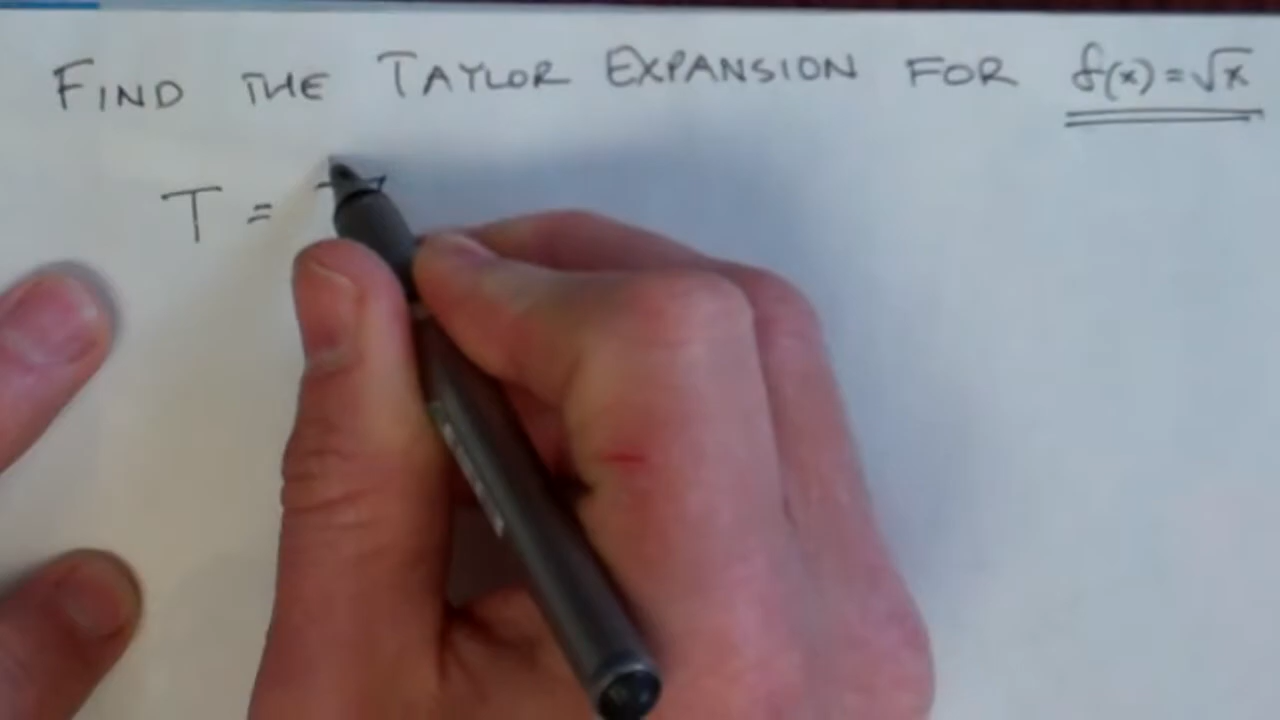 FIND THE TAYLOR EXPANSION FOR f(x) = √x
T =